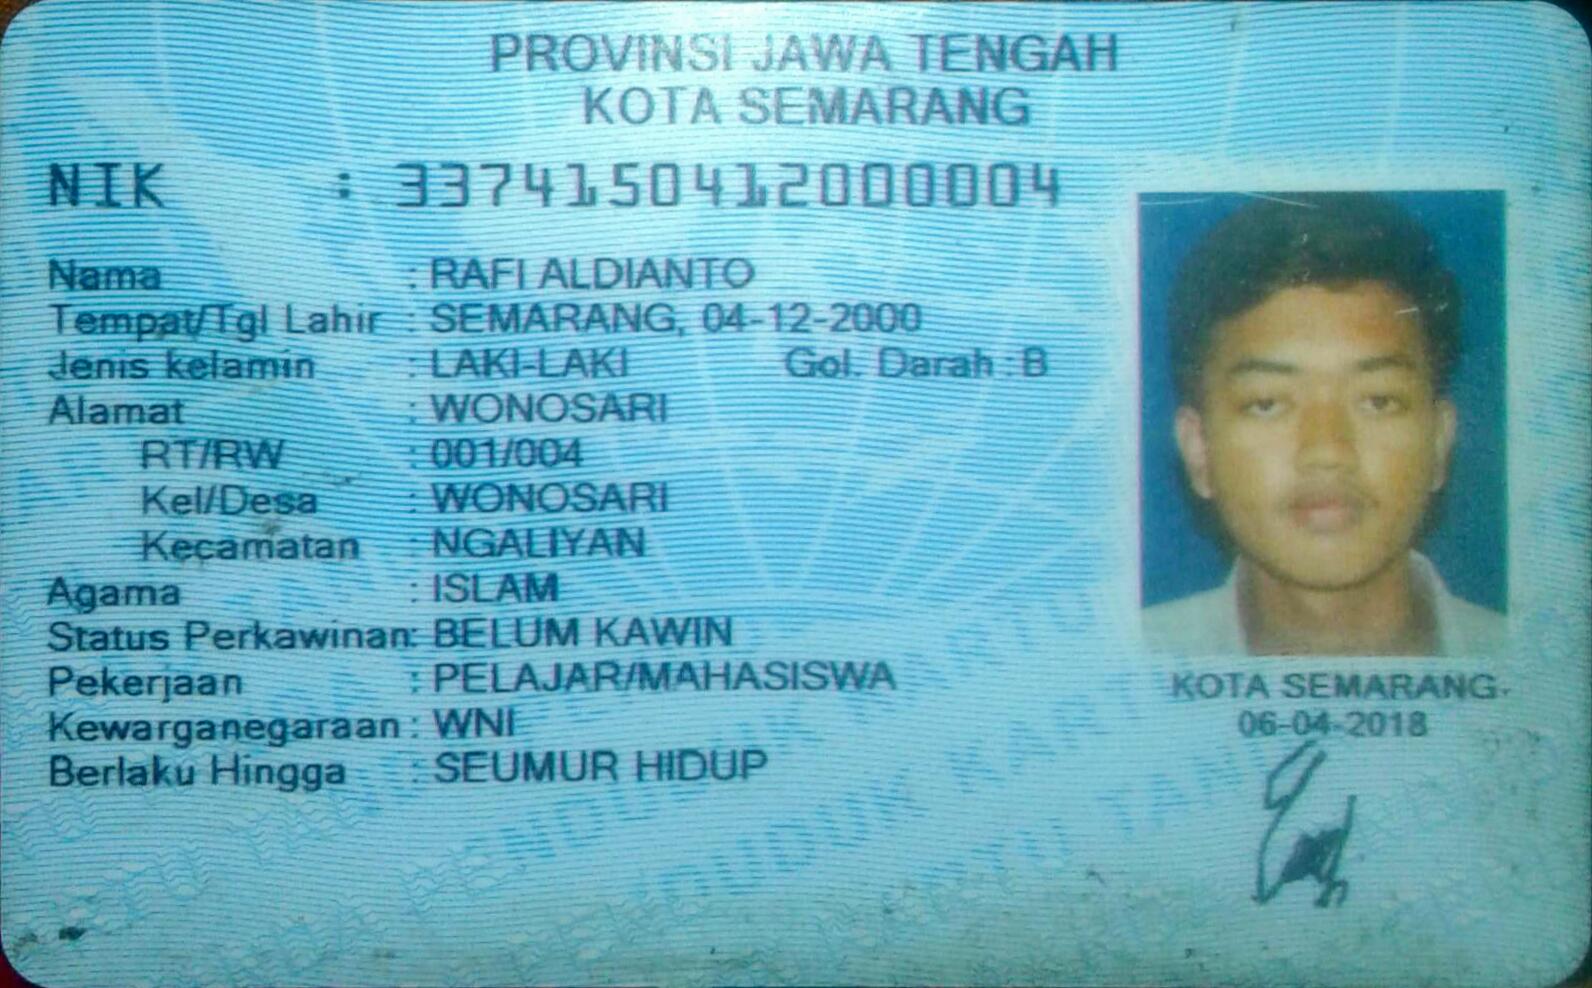 PROVINSI JAWA TENGAH
KOTA SEMARANG
NIK : 3374150412000004
Nama : RAFI ALDIANTO
Tempat/Tgl Lahir : SEMARANG, 04-12-2000
Jenis kelamin : LAKI-LAKI Gol. Darah : B
Alamat : WONOSARI
RT/RW : 001/004
Kel/Desa : WONOSARI
Kecamatan : NGALIYAN
Agama : ISLAM
Status Perkawinan: BELUM KAWIN
Pekerjaan : PELAJAR/MAHASISWA
Kewarganegaraan : WNI
Berlaku Hingga : SEUMUR HIDUP
KOTA SEMARANG
06-04-2018